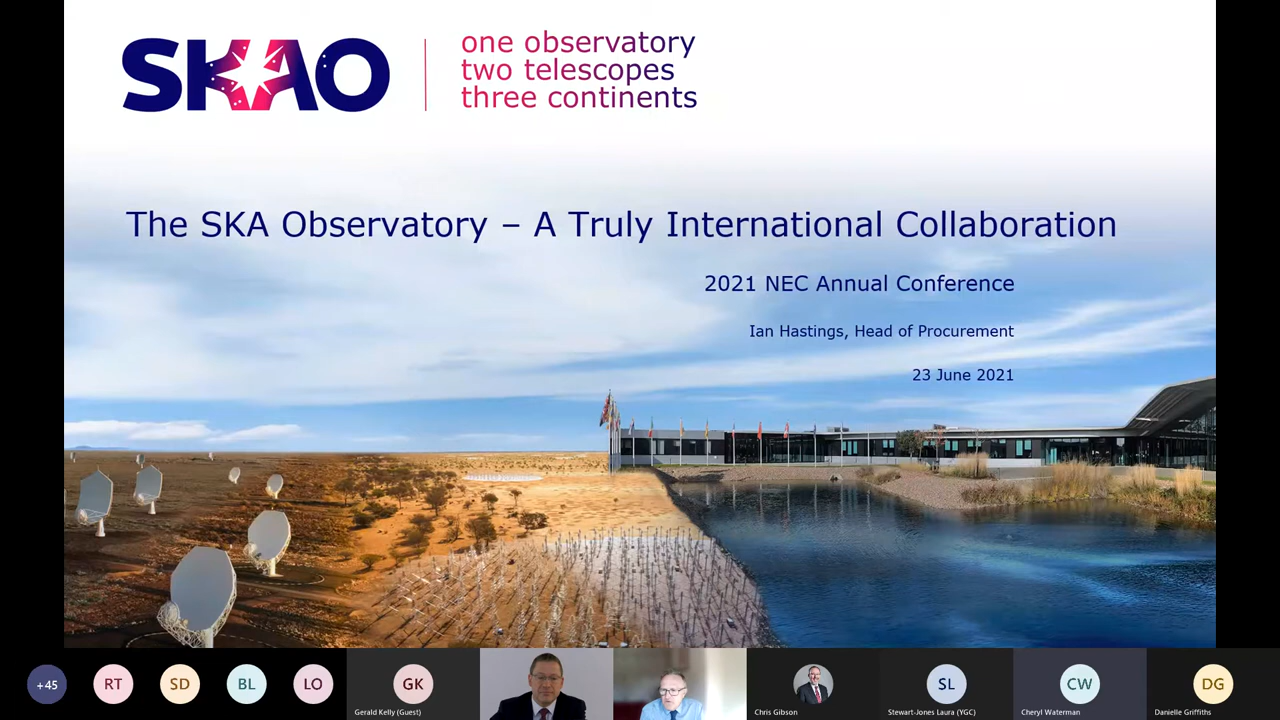 SKAO
one observatory
two telescopes
three continents
The SKA Observatory – A Truly International Collaboration
2021 NEC Annual Conference
Ian Hastings, Head of Procurement
23 June 2021
+45
RT
SD
BL
LO
GK
Gerald Kelly (Guest)
Chris Gibson
SL
Stewart-Jones Laura (YGC)
CW
Cheryl Waterman
DG
Danielle Griffiths